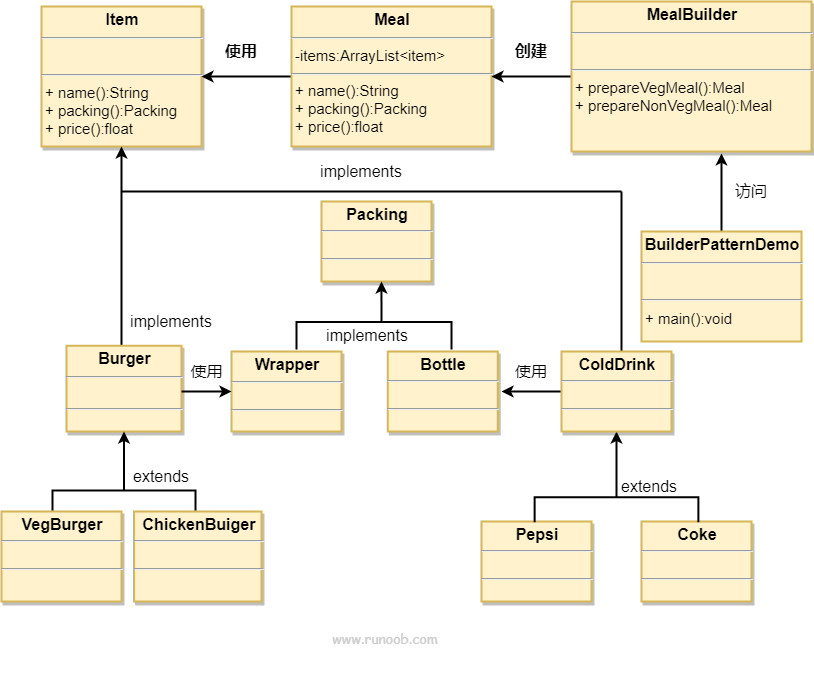 Item
Meal
MealBuilder
使用
-items:ArrayList<item>
创建
+ name():String
+ packing():Packing
+ price():float
+ name():String
+ packing():Packing
+ price():float
+ prepareVegMeal():Meal
+ prepareNonVegMeal():Meal
implements
访问
Packing
BuilderPatternDemo
+ main():void
implements
implements
Burger
使用
Wrapper
Bottle
使用
ColdDrink
extends
extends
VegBurger
ChickenBuiger
Pepsi
Coke
www.runoob.com